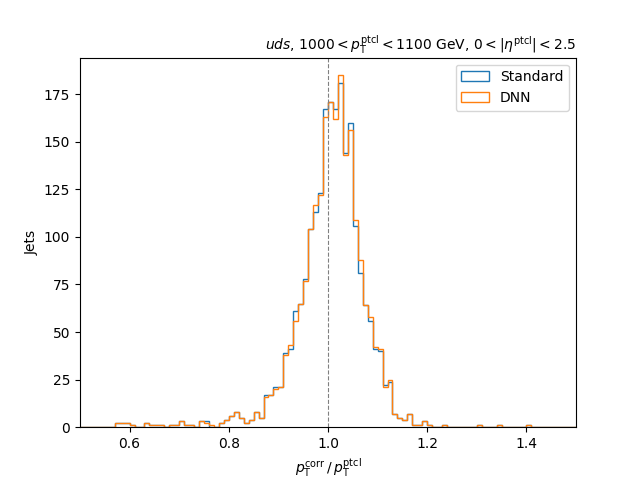 uds, 1000 < p_T^ptcl < 1100 GeV, 0 < |η^ptcl| < 2.5
Standard
DNN
175
150
125
100
75
50
25
0
Jets
0.6 0.8 1.0 1.2 1.4
p_T^corr / p_T^ptcl